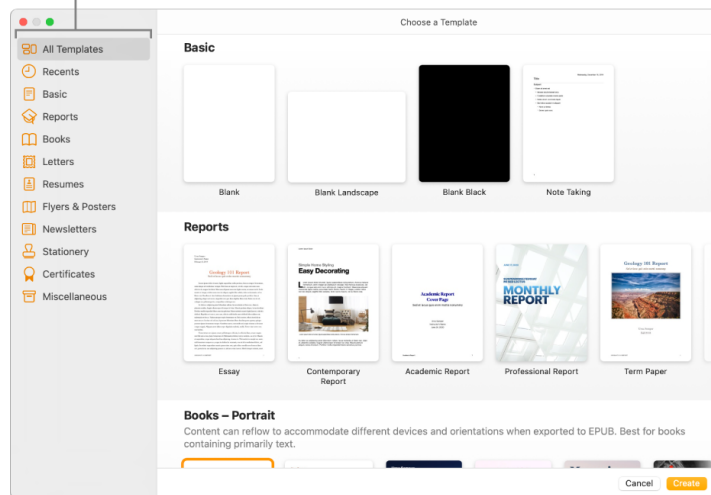 Choose a Template
All Templates
Recents
Basic
Reports
Books
Letters
Resumes
Flyers & Posters
Newsletters
Stationery
Certificates
Miscellaneous
Basic
Blank
Blank Landscape
Blank Black
Note Taking
Reports
Geology 101 Report
Simple Home Styling
Easy Decorating
Academic Report
Cover Page
MONTHLY
REPORT
Geology 101 Report
Essay
Contemporary
Report
Academic Report
Professional Report
Term Paper
Books – Portrait
Content can reflow to accommodate different devices and orientations when exported to EPUB. Best for books
containing primarily text.
Cancel
Create